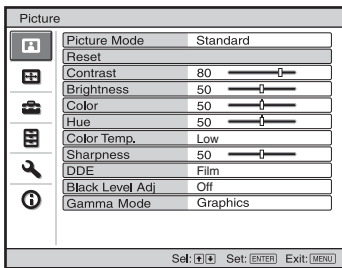 Picture
Picture Mode Standard
Reset
Contrast 80
Brightness 50
Color 50
Hue 50
Color Temp. Low
Sharpness 50
DDE Film
Black Level Adj Off
Gamma Mode Graphics
Sel: Set: ENTER Exit: MENU